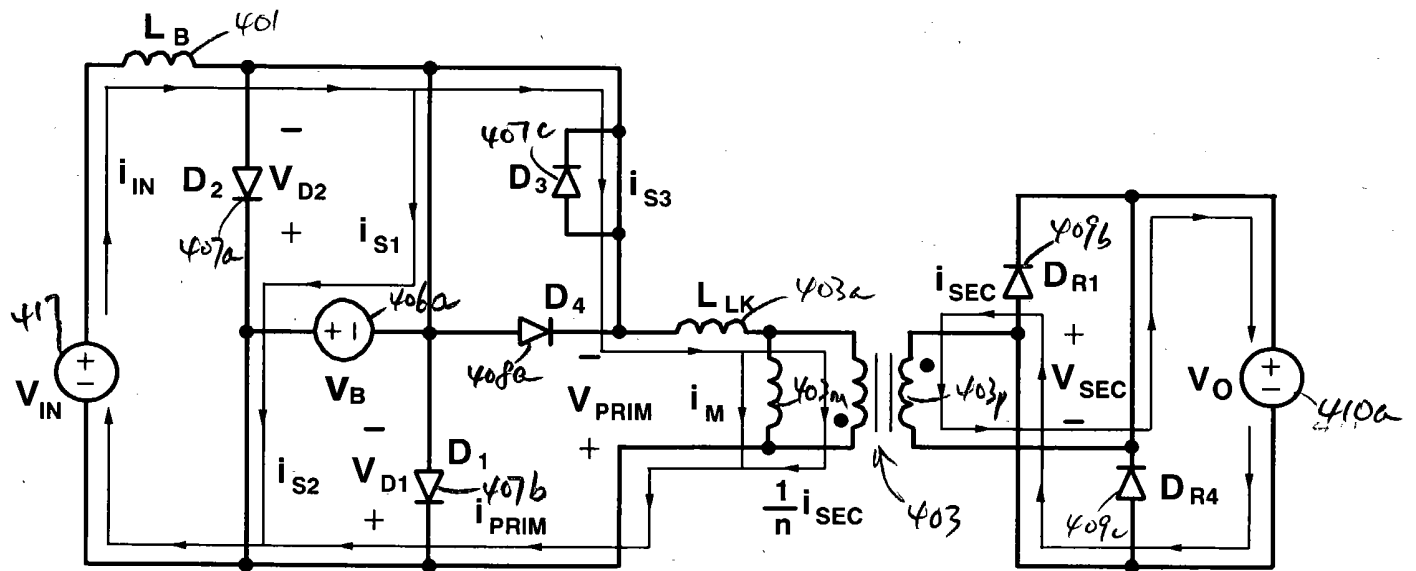 L B 401
407c
i IN
D 2 V D2
−
+
407a
i S1
D 3
i S3
417
+
−
V IN
+ −
406a
V B
D 4
408a
L LK 403a
−
V PRIM
+
i M
403m
403p
403
i S2
−
V D1
+
D 1
407b
i PRIM
1/n i SEC
i SEC
409b
D R1
+
V SEC
−
V O
+
−
410a
D R4
409c